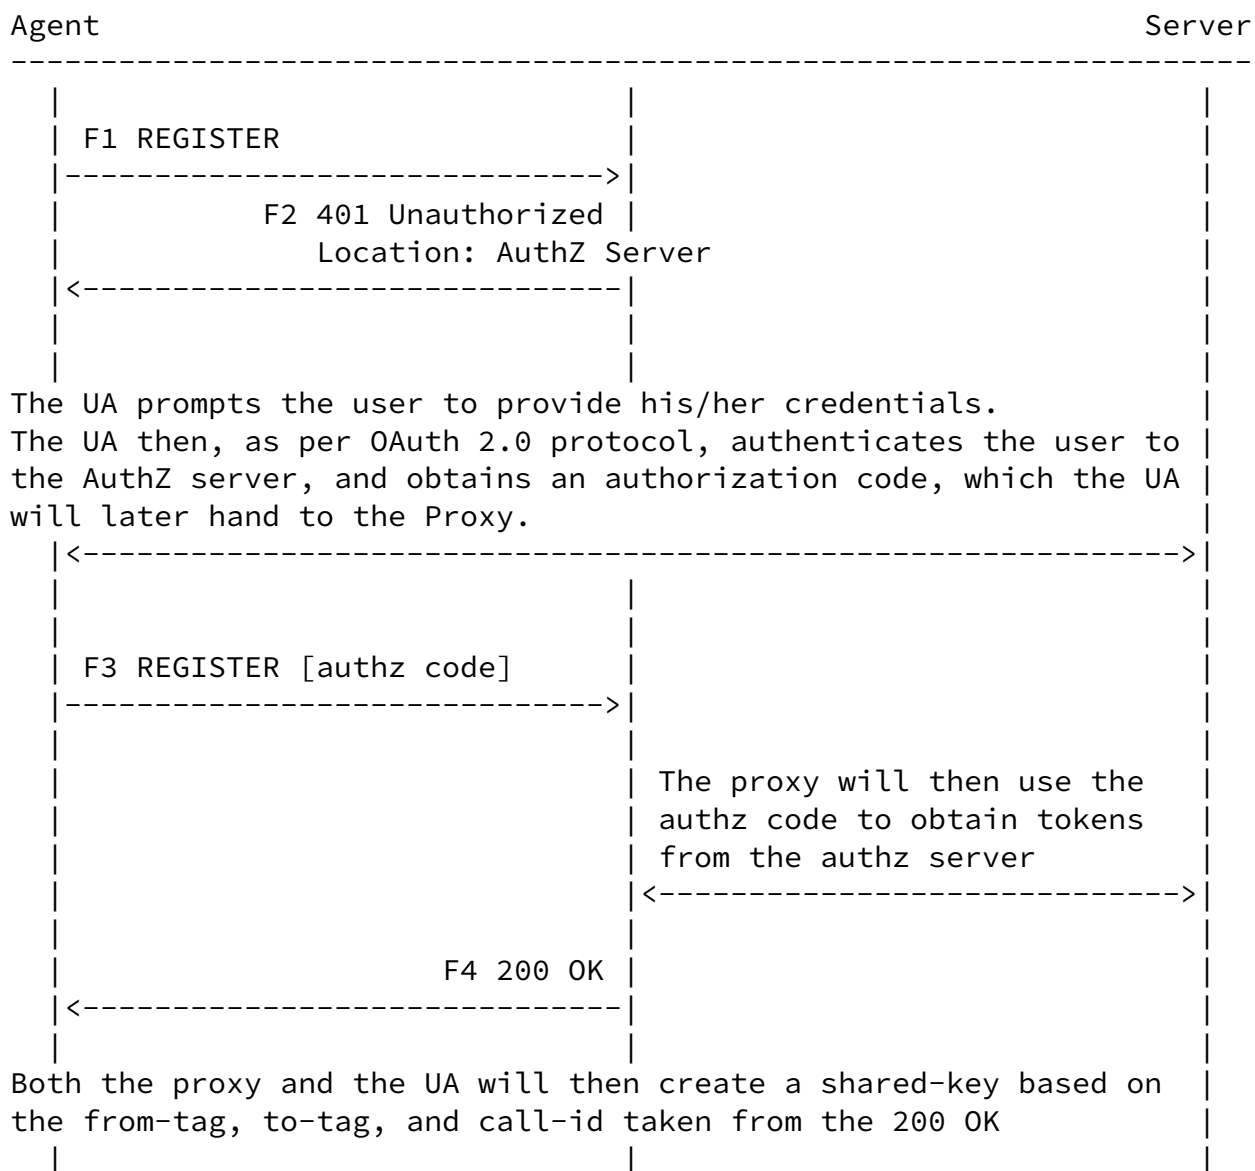 Agent                                                          Server
---------------------------------------------------------------------
  |                               |                               |
  | F1 REGISTER                   |                               |
  |------------------------------>|                               |
  |           F2 401 Unauthorized |                               |
  |              Location: AuthZ Server                           |
  |<------------------------------|                               |
  |                               |                               |
  |                               |                               |
The UA prompts the user to provide his/her credentials.           |
The UA then, as per OAuth 2.0 protocol, authenticates the user to |
the AuthZ server, and obtains an authorization code, which the UA |
will later hand to the Proxy.                                     |
  |<------------------------------------------------------------->|
  |                               |                               |
  |                               |                               |
  | F3 REGISTER [authz code]      |                               |
  |------------------------------>|                               |
  |                               |                               |
  |                               | The proxy will then use the   |
  |                               | authz code to obtain tokens   |
  |                               | from the authz server         |
  |                               |<----------------------------->|
  |                               |                               |
  |                     F4 200 OK |                               |
  |<------------------------------|                               |
  |                               |                               |
Both the proxy and the UA will then create a shared-key based on  |
the from-tag, to-tag, and call-id taken from the 200 OK           |
  |                               |                               |